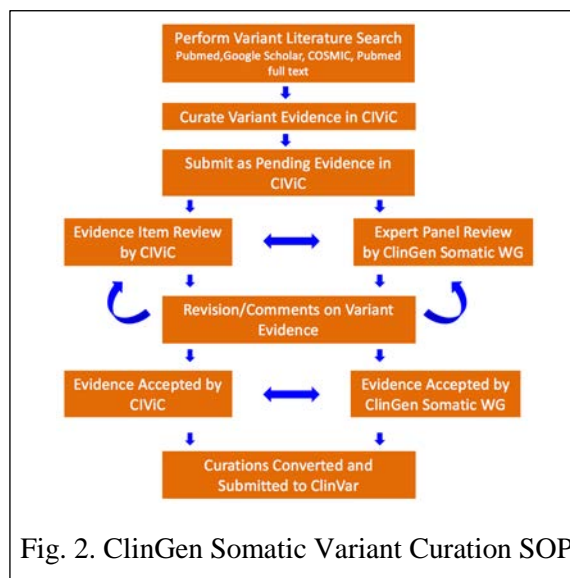 Perform Variant Literature Search
Pubmed,Google Scholar, COSMIC, Pubmed
full text
Curate Variant Evidence in CIViC
Submit as Pending Evidence in
CIViC
Evidence Item Review
by CIViC
Expert Panel Review
by ClinGen Somatic WG
Revision/Comments on Variant
Evidence
Evidence Accepted by
CIViC
Evidence Accepted by
ClinGen Somatic WG
Curations Converted and
Submitted to ClinVar
Fig. 2. ClinGen Somatic Variant Curation SOP